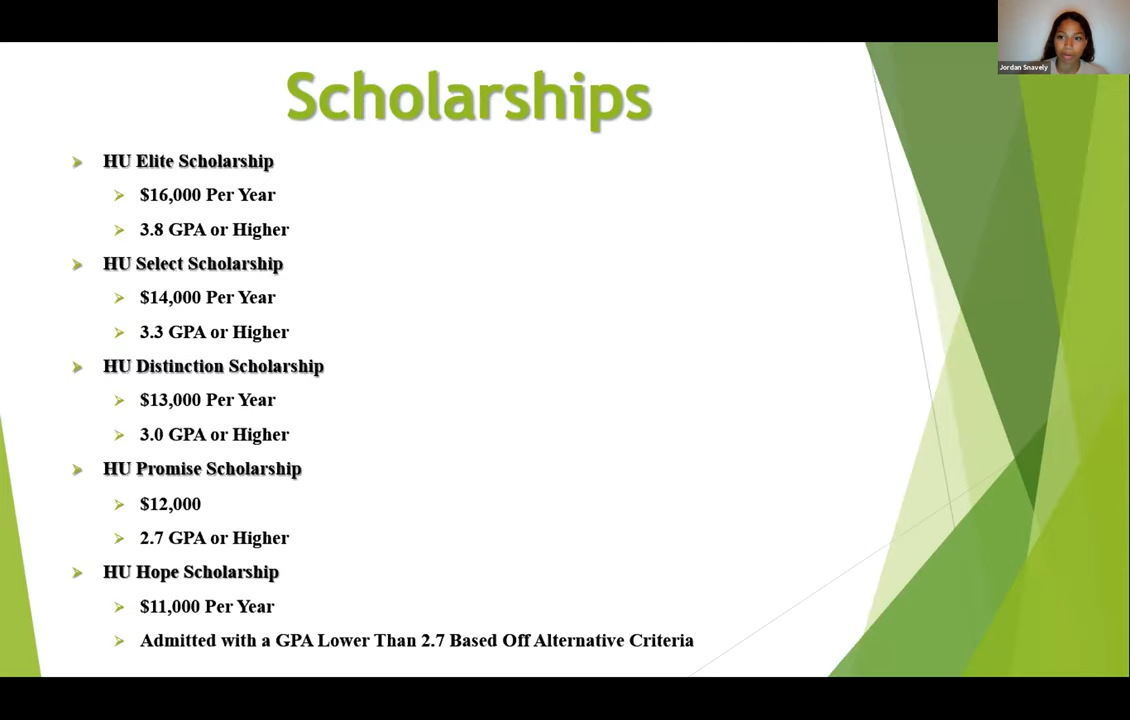 Jordan Snavely
Scholarships
HU Elite Scholarship
$16,000 Per Year
3.8 GPA or Higher
HU Select Scholarship
$14,000 Per Year
3.3 GPA or Higher
HU Distinction Scholarship
$13,000 Per Year
3.0 GPA or Higher
HU Promise Scholarship
$12,000
2.7 GPA or Higher
HU Hope Scholarship
$11,000 Per Year
Admitted with a GPA Lower Than 2.7 Based Off Alternative Criteria